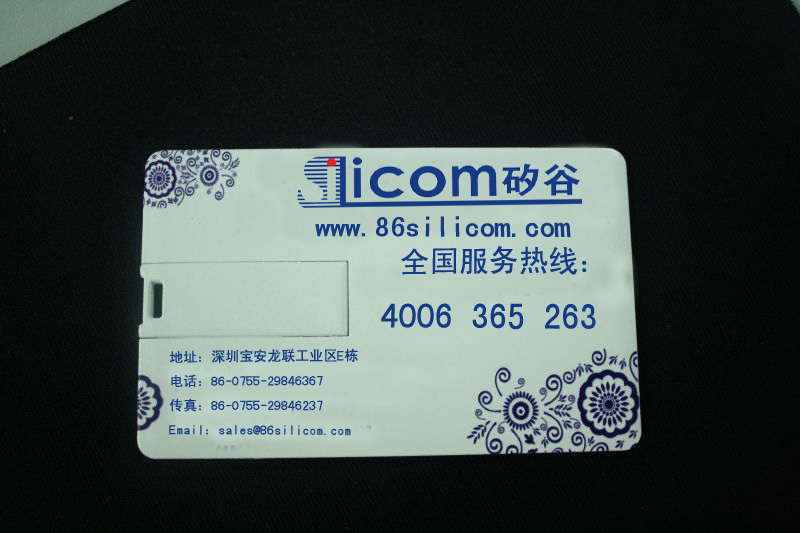 Silicom矽谷
www.86silicom.com
全国服务热线：
4006 365 263
地址：深圳宝安龙联工业区E栋
电话：86-0755-29846367
传真：86-0755-29846237
Email：sales@86silicom.com